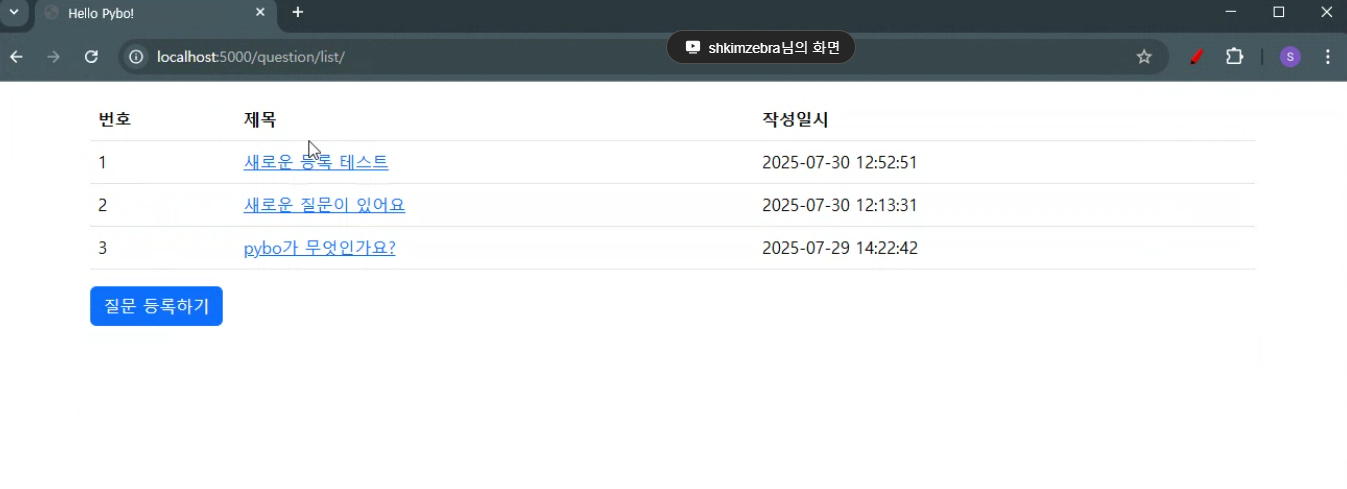 Hello Pybo!
localhost:5000/question/list/
shkimzebra님의 화면
S
번호 제목 작성일시
1 새로운 등록 테스트 2025-07-30 12:52:51
2 새로운 질문이 있어요 2025-07-30 12:13:31
3 pybo가 무엇인가요? 2025-07-29 14:22:42
질문 등록하기